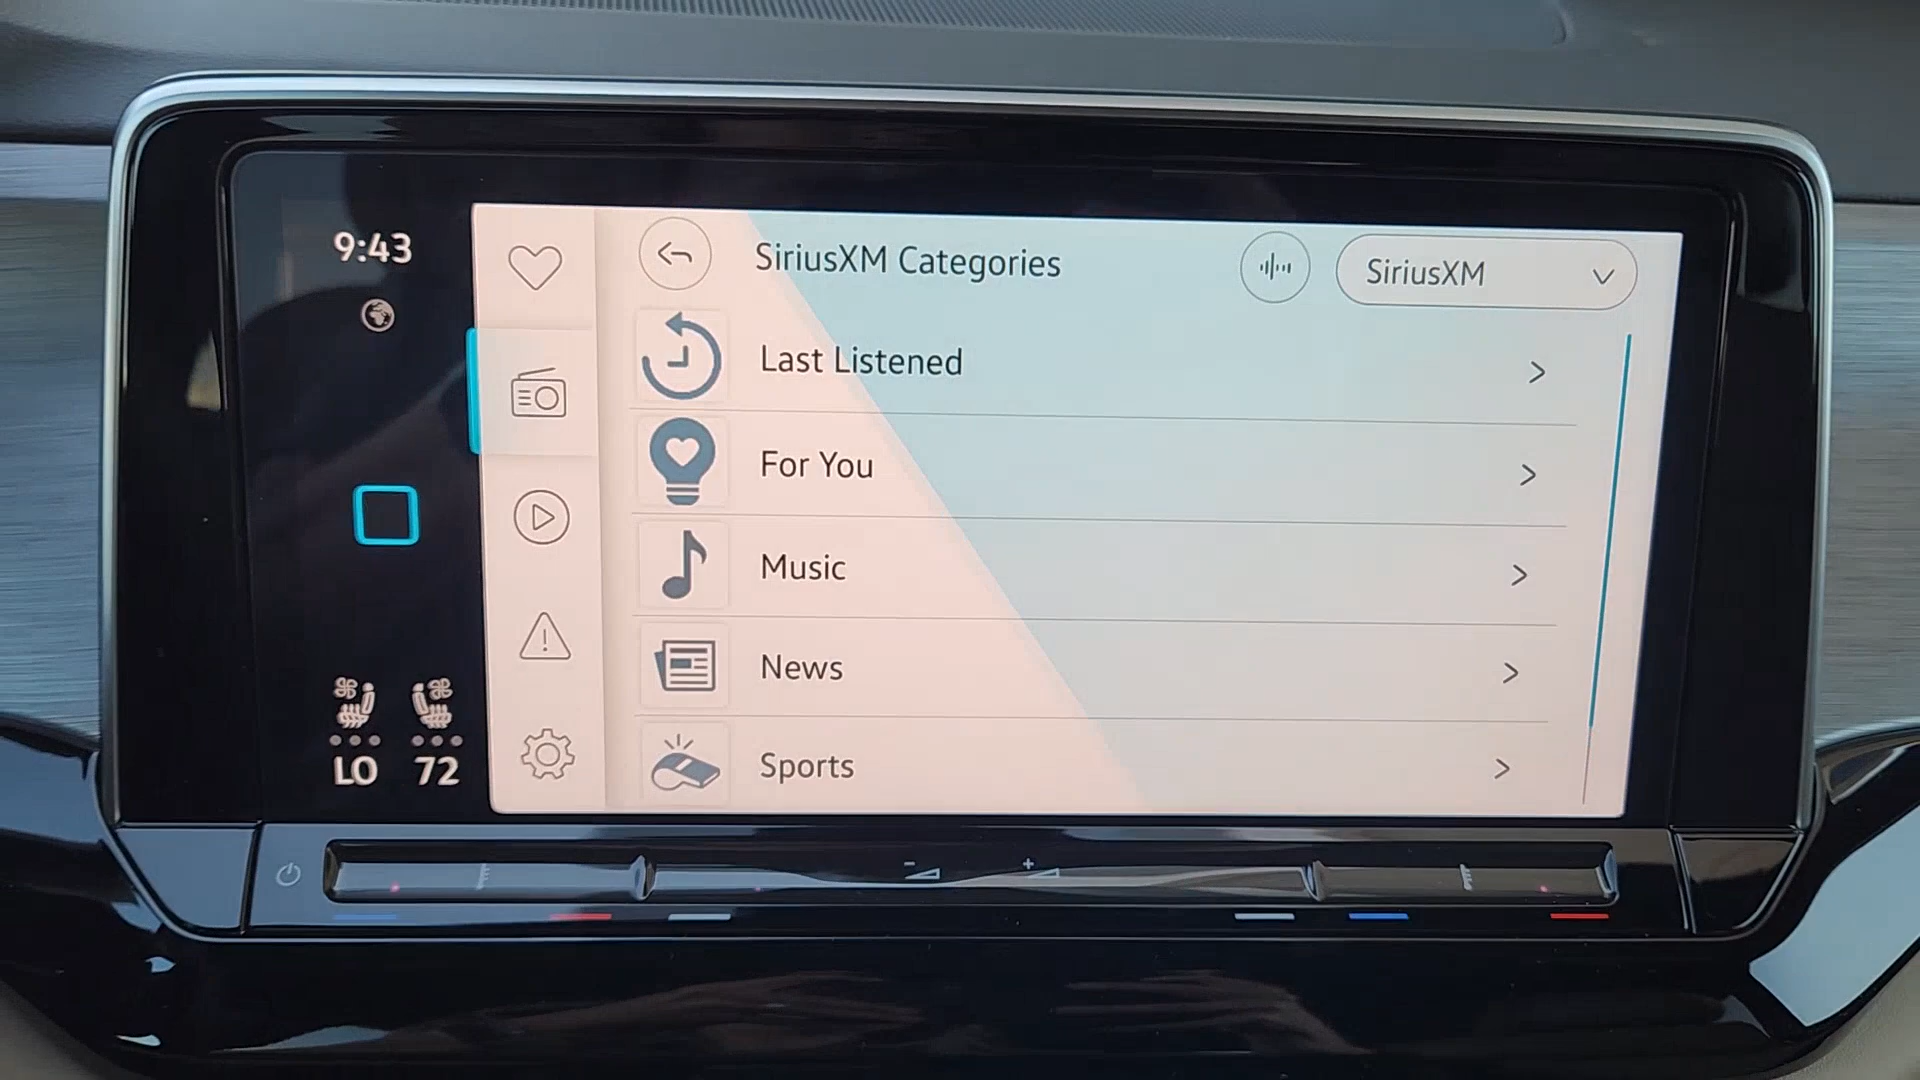 9:43
SiriusXM Categories
SiriusXM
Last Listened
For You
Music
News
Sports
LO 72
- +